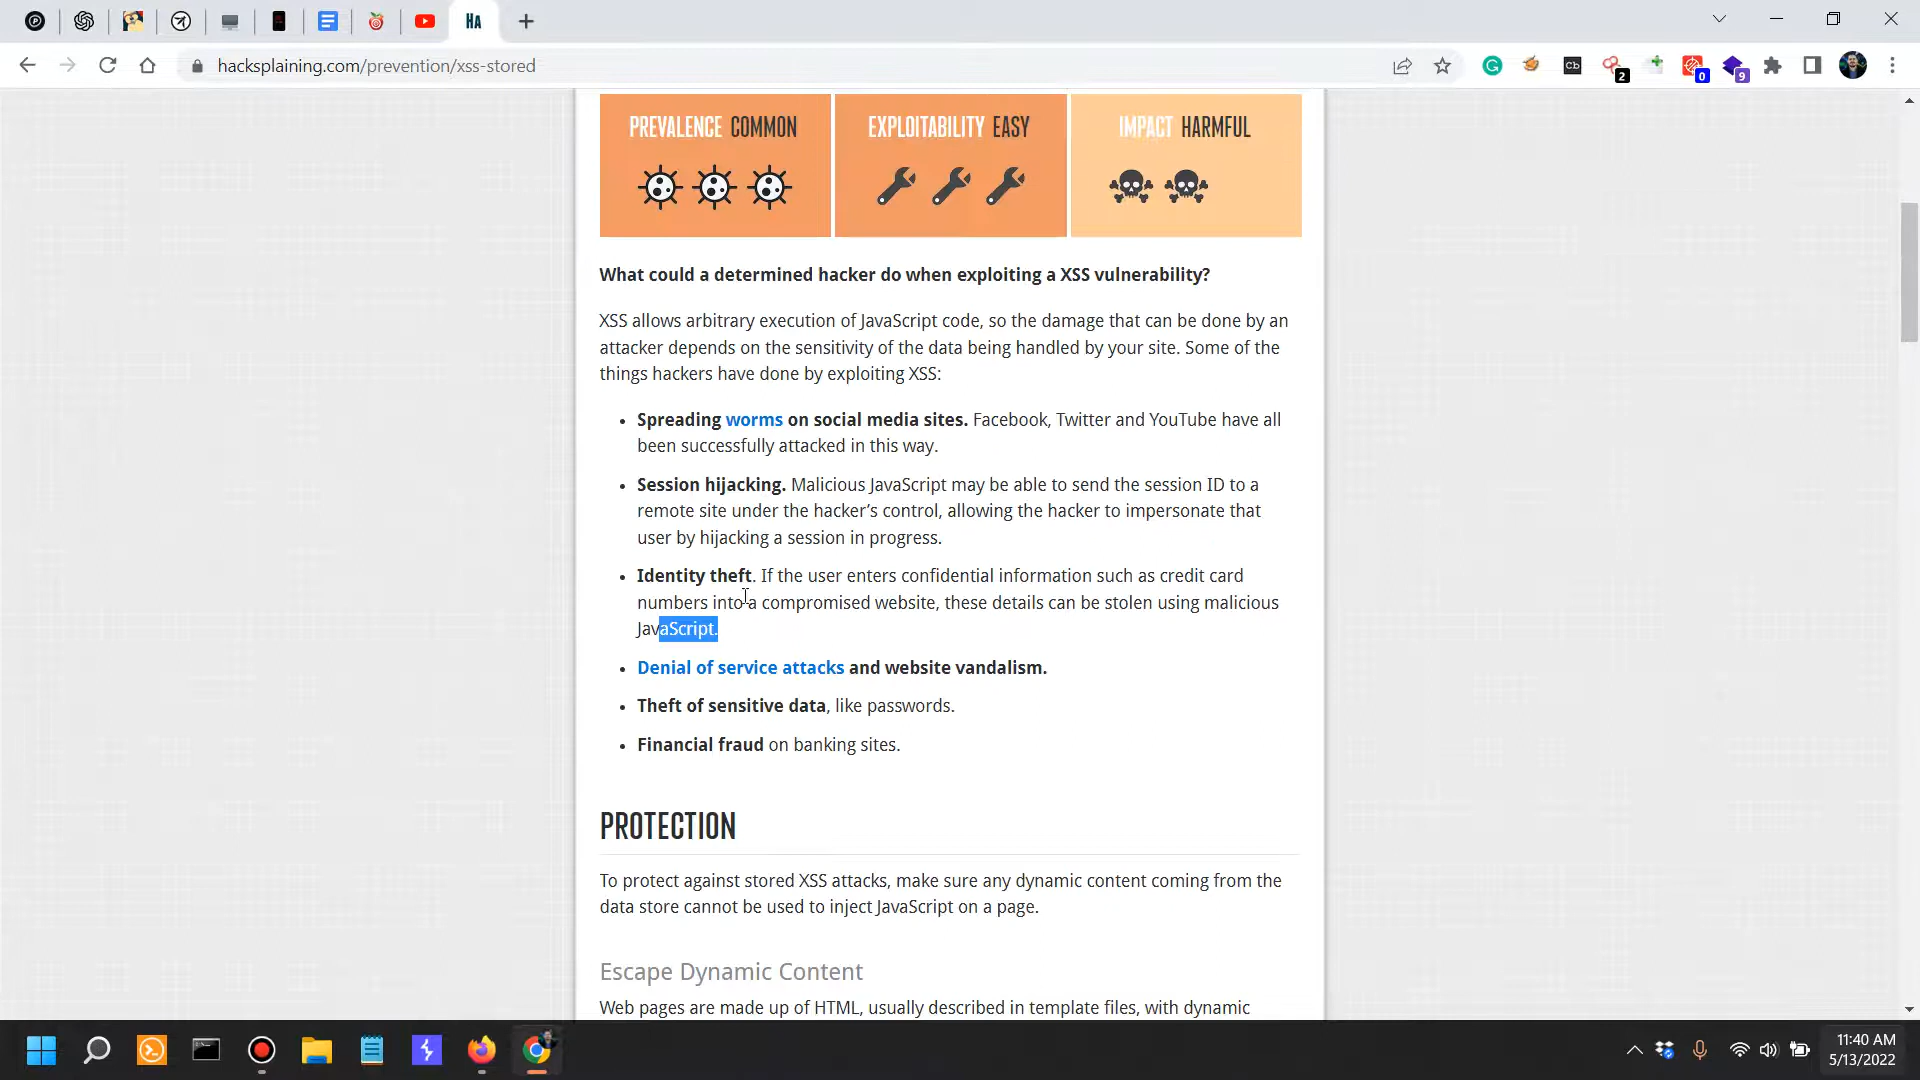 HA
hacksplaining.com/prevention/xss-stored
2
0
9
PREVALENCE COMMON
EXPLOITABILITY EASY
IMPACT HARMFUL
What could a determined hacker do when exploiting a XSS vulnerability?
XSS allows arbitrary execution of JavaScript code, so the damage that can be done by an
attacker depends on the sensitivity of the data being handled by your site. Some of the
things hackers have done by exploiting XSS:
• Spreading worms on social media sites. Facebook, Twitter and YouTube have all
been successfully attacked in this way.
• Session hijacking. Malicious JavaScript may be able to send the session ID to a
remote site under the hacker’s control, allowing the hacker to impersonate that
user by hijacking a session in progress.
• Identity theft. If the user enters confidential information such as credit card
numbers into a compromised website, these details can be stolen using malicious
JavaScript.
• Denial of service attacks and website vandalism.
• Theft of sensitive data, like passwords.
• Financial fraud on banking sites.
PROTECTION
To protect against stored XSS attacks, make sure any dynamic content coming from the
data store cannot be used to inject JavaScript on a page.
Escape Dynamic Content
Web pages are made up of HTML, usually described in template files, with dynamic
11:40 AM
5/13/2022